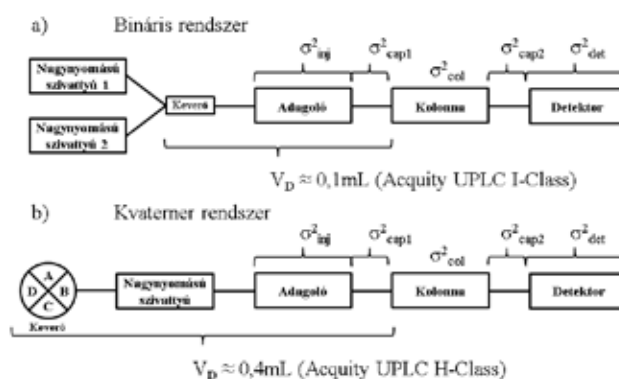 a) Bináris rendszer
σ²inj σ²cap1 σ²col σ²cap2 σ²det
Nagynyomású
szivattyú 1
Keverő
Adagoló
Kolonna
Detektor
Nagynyomású
szivattyú 2
V_D ≈ 0,1mL (Acquity UPLC I-Class)
b) Kvaterner rendszer
σ²inj σ²cap1 σ²col σ²cap2 σ²det
A
D B
C
Keverő
Nagynyomású
szivattyú
Adagoló
Kolonna
Detektor
V_D ≈ 0,4mL (Acquity UPLC H-Class)